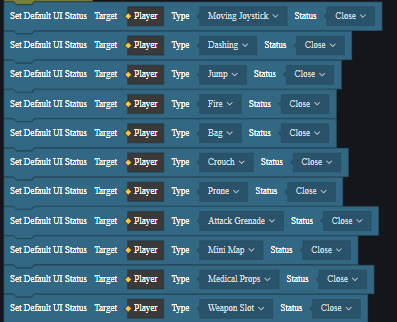 Set Default UI Status Target Player Type Moving Joystick Status Close
Set Default UI Status Target Player Type Dashing Status Close
Set Default UI Status Target Player Type Jump Status Close
Set Default UI Status Target Player Type Fire Status Close
Set Default UI Status Target Player Type Bag Status Close
Set Default UI Status Target Player Type Crouch Status Close
Set Default UI Status Target Player Type Prone Status Close
Set Default UI Status Target Player Type Attack Grenade Status Close
Set Default UI Status Target Player Type Mini Map Status Close
Set Default UI Status Target Player Type Medical Props Status Close
Set Default UI Status Target Player Type Weapon Slot Status Close